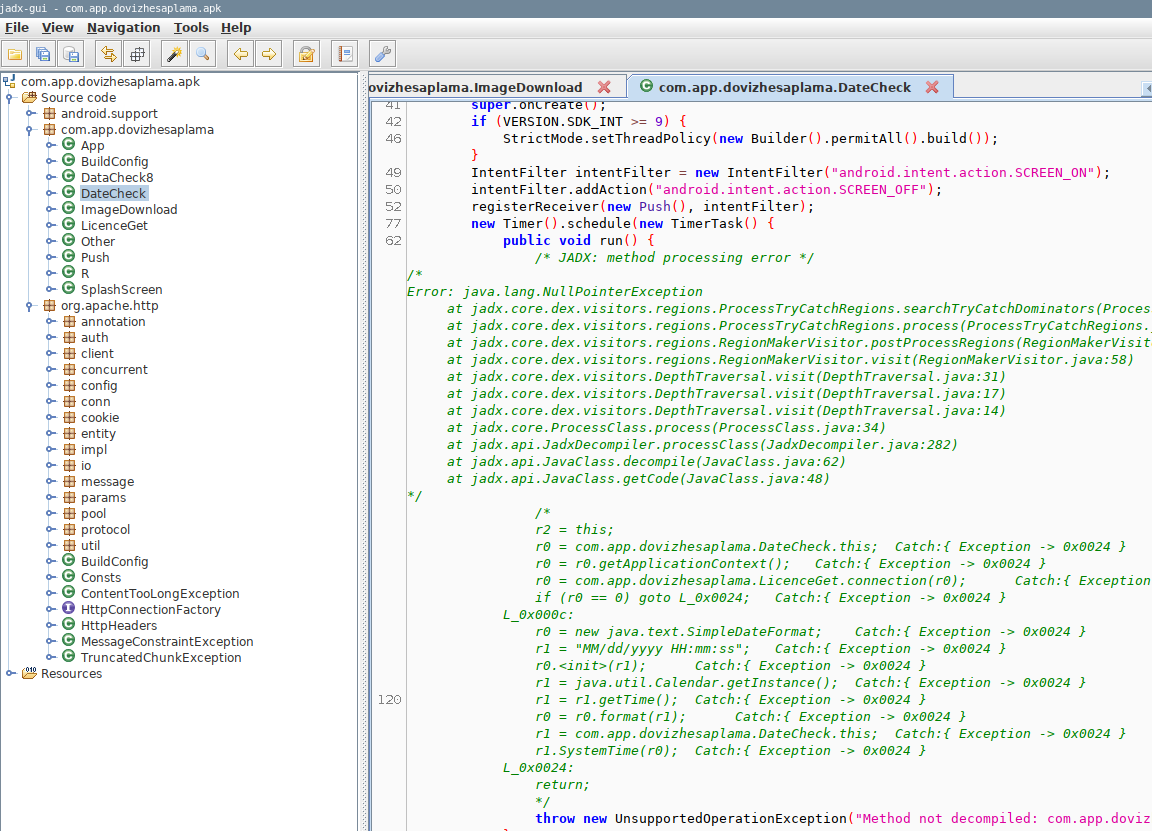 jadx-gui - com.app.dovizhesaplama.apk
File View Navigation Tools Help
com.app.dovizhesaplama.apk
Source code
android.support
com.app.dovizhesaplama
App
BuildConfig
DataCheck8
DateCheck
ImageDownload
LicenceGet
Other
Push
R
SplashScreen
org.apache.http
annotation
auth
client
concurrent
config
conn
cookie
entity
impl
io
message
params
pool
protocol
util
BuildConfig
Consts
ContentTooLongException
HttpConnectionFactory
HttpHeaders
MessageConstraintException
TruncatedChunkException
Resources
ovizhesaplama.ImageDownload com.app.dovizhesaplama.DateCheck
41 super.onCreate();
42 if (VERSION.SDK_INT >= 9) {
46 StrictMode.setThreadPolicy(new Builder().permitAll().build());
}
49 IntentFilter intentFilter = new IntentFilter("android.intent.action.SCREEN_ON");
50 intentFilter.addAction("android.intent.action.SCREEN_OFF");
52 registerReceiver(new Push(), intentFilter);
77 new Timer().schedule(new TimerTask() {
62 public void run() {
/* JADX: method processing error */
/*
Error: java.lang.NullPointerException
at jadx.core.dex.visitors.regions.ProcessTryCatchRegions.searchTryCatchDominators(Proces
at jadx.core.dex.visitors.regions.ProcessTryCatchRegions.process(ProcessTryCatchRegions.
at jadx.core.dex.visitors.regions.RegionMakerVisitor.postProcessRegions(RegionMakerVisit
at jadx.core.dex.visitors.regions.RegionMakerVisitor.visit(RegionMakerVisitor.java:58)
at jadx.core.dex.visitors.DepthTraversal.visit(DepthTraversal.java:31)
at jadx.core.dex.visitors.DepthTraversal.visit(DepthTraversal.java:17)
at jadx.core.dex.visitors.DepthTraversal.visit(DepthTraversal.java:14)
at jadx.core.ProcessClass.process(ProcessClass.java:34)
at jadx.api.JadxDecompiler.processClass(JadxDecompiler.java:282)
at jadx.api.JavaClass.decompile(JavaClass.java:62)
at jadx.api.JavaClass.getCode(JavaClass.java:48)
*/
/*
r2 = this;
r0 = com.app.dovizhesaplama.DateCheck.this; Catch:{ Exception -> 0x0024 }
r0 = r0.getApplicationContext(); Catch:{ Exception -> 0x0024 }
r0 = com.app.dovizhesaplama.LicenceGet.connection(r0); Catch:{ Exception
if (r0 == 0) goto L_0x0024; Catch:{ Exception -> 0x0024 }
L_0x000c:
r0 = new java.text.SimpleDateFormat; Catch:{ Exception -> 0x0024 }
r1 = "MM/dd/yyyy HH:mm:ss"; Catch:{ Exception -> 0x0024 }
r0.<init>(r1); Catch:{ Exception -> 0x0024 }
r1 = java.util.Calendar.getInstance(); Catch:{ Exception -> 0x0024 }
120 r1 = r1.getTime(); Catch:{ Exception -> 0x0024 }
r0 = r0.format(r1); Catch:{ Exception -> 0x0024 }
r1 = com.app.dovizhesaplama.DateCheck.this; Catch:{ Exception -> 0x0024 }
r1.SystemTime(r0); Catch:{ Exception -> 0x0024 }
L_0x0024:
return;
*/
throw new UnsupportedOperationException("Method not decompiled: com.app.doviz